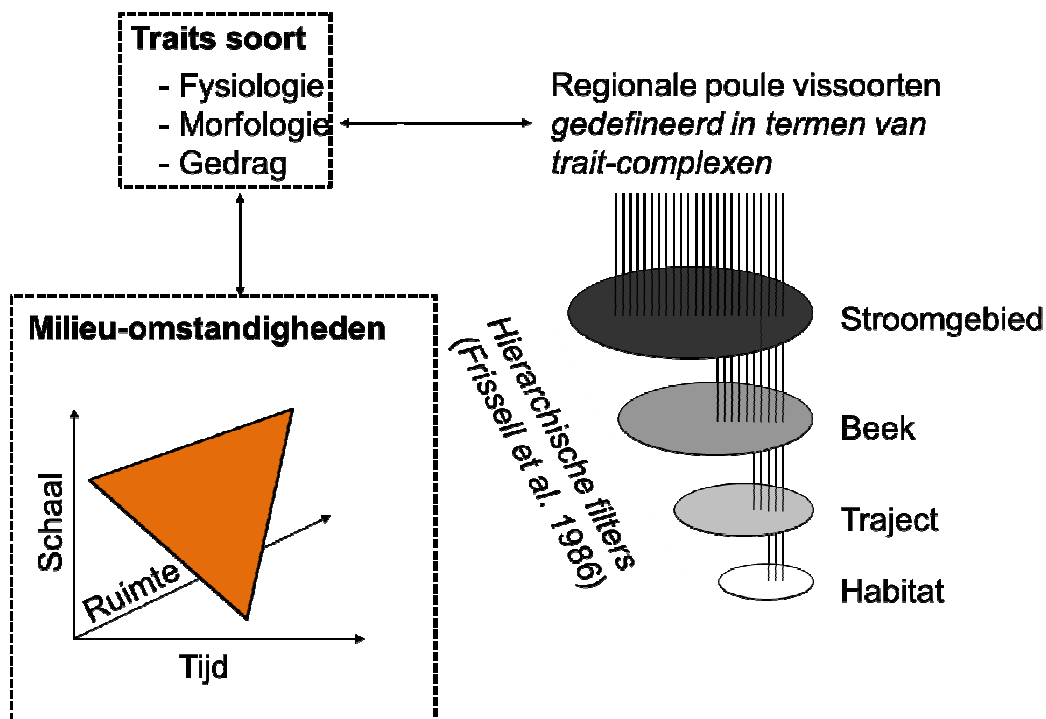 Traits soort
- Fysiologie
- Morfologie
- Gedrag
Regionale poule vissoorten
gedefineerd in termen van
trait-complexen
Milieu-omstandigheden
Schaal
Ruimte
Tijd
Hierarchische filters
(Frissell et al. 1986)
Stroomgebied
Beek
Traject
Habitat